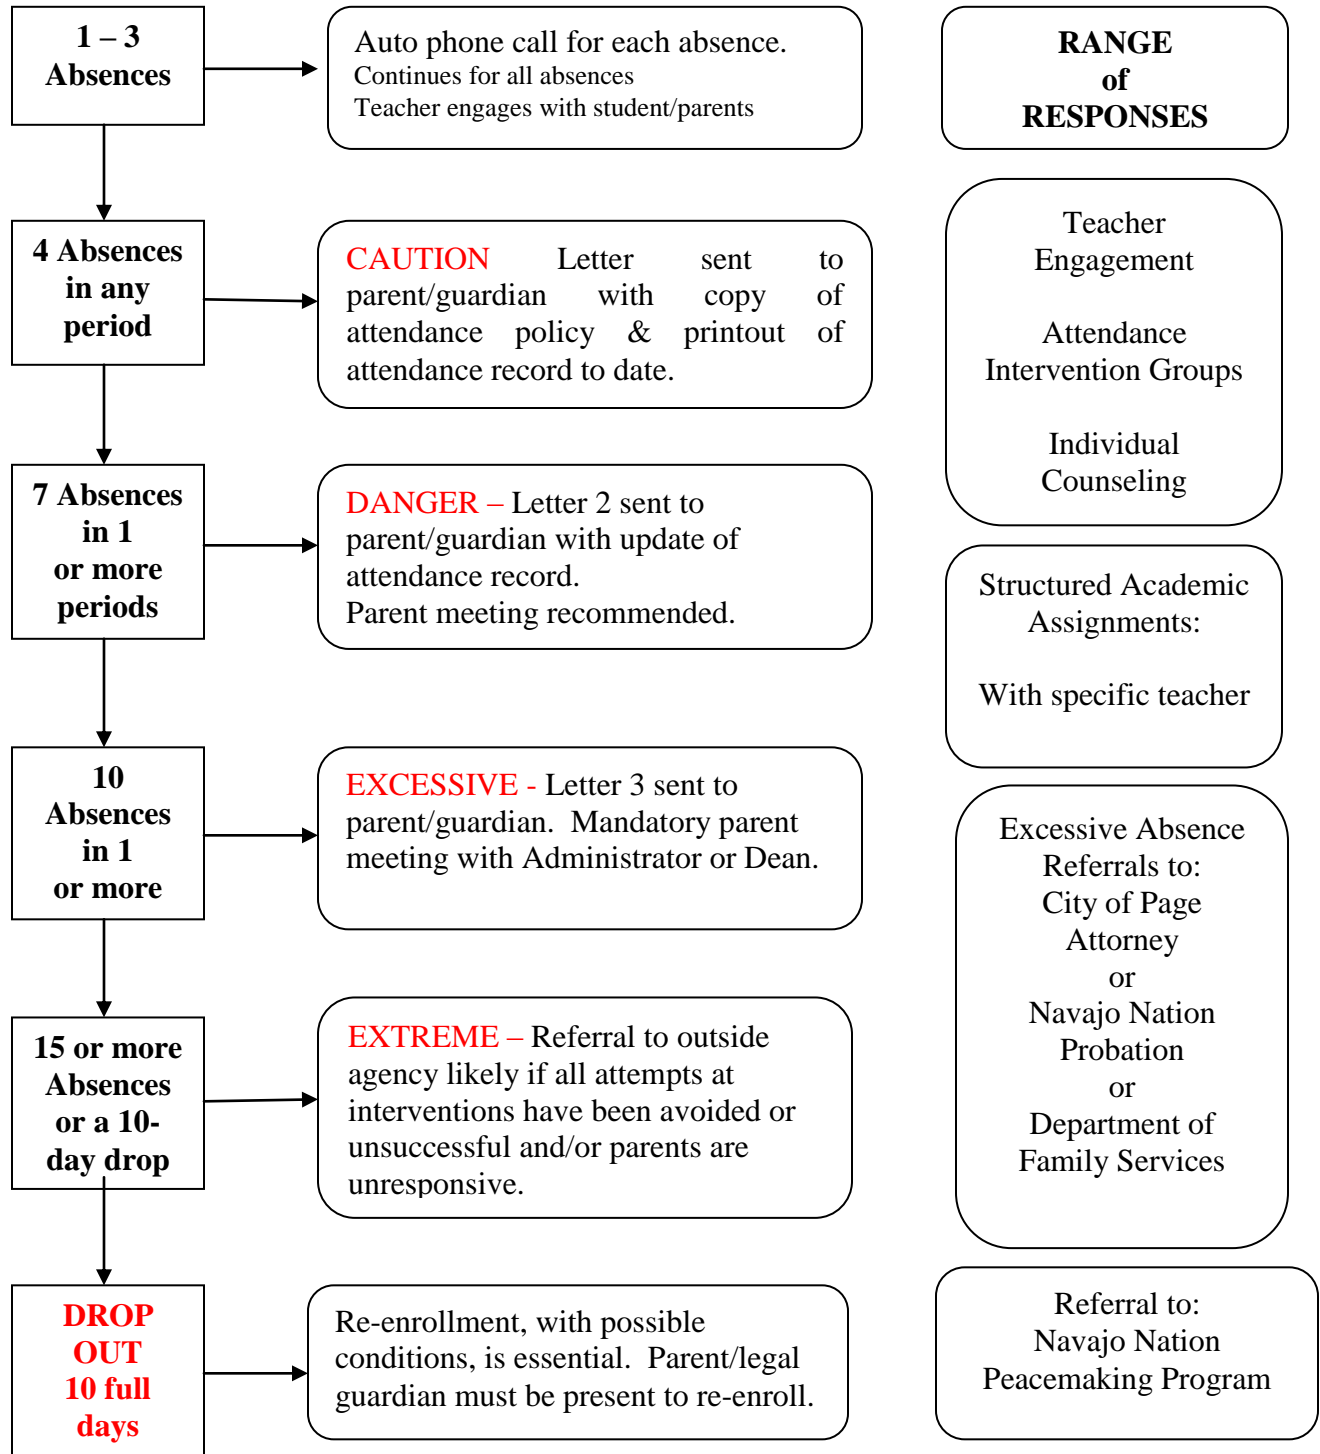 1 – 3
Absences
Auto phone call for each absence.
Continues for all absences
Teacher engages with student/parents
4 Absences
in any
period
CAUTION Letter sent to
parent/guardian with copy of
attendance policy & printout of
attendance record to date.
7 Absences
in 1
or more
periods
DANGER – Letter 2 sent to
parent/guardian with update of
attendance record.
Parent meeting recommended.
10
Absences
in 1
or more
EXCESSIVE - Letter 3 sent to
parent/guardian. Mandatory parent
meeting with Administrator or Dean.
15 or more
Absences
or a 10-
day drop
EXTREME – Referral to outside
agency likely if all attempts at
interventions have been avoided or
unsuccessful and/or parents are
unresponsive.
DROP
OUT
10 full
days
Re-enrollment, with possible
conditions, is essential. Parent/legal
guardian must be present to re-enroll.
RANGE
of
RESPONSES
Teacher
Engagement
Attendance
Intervention Groups
Individual
Counseling
Structured Academic
Assignments:
With specific teacher
Excessive Absence
Referrals to:
City of Page
Attorney
or
Navajo Nation
Probation
or
Department of
Family Services
Referral to:
Navajo Nation
Peacemaking Program